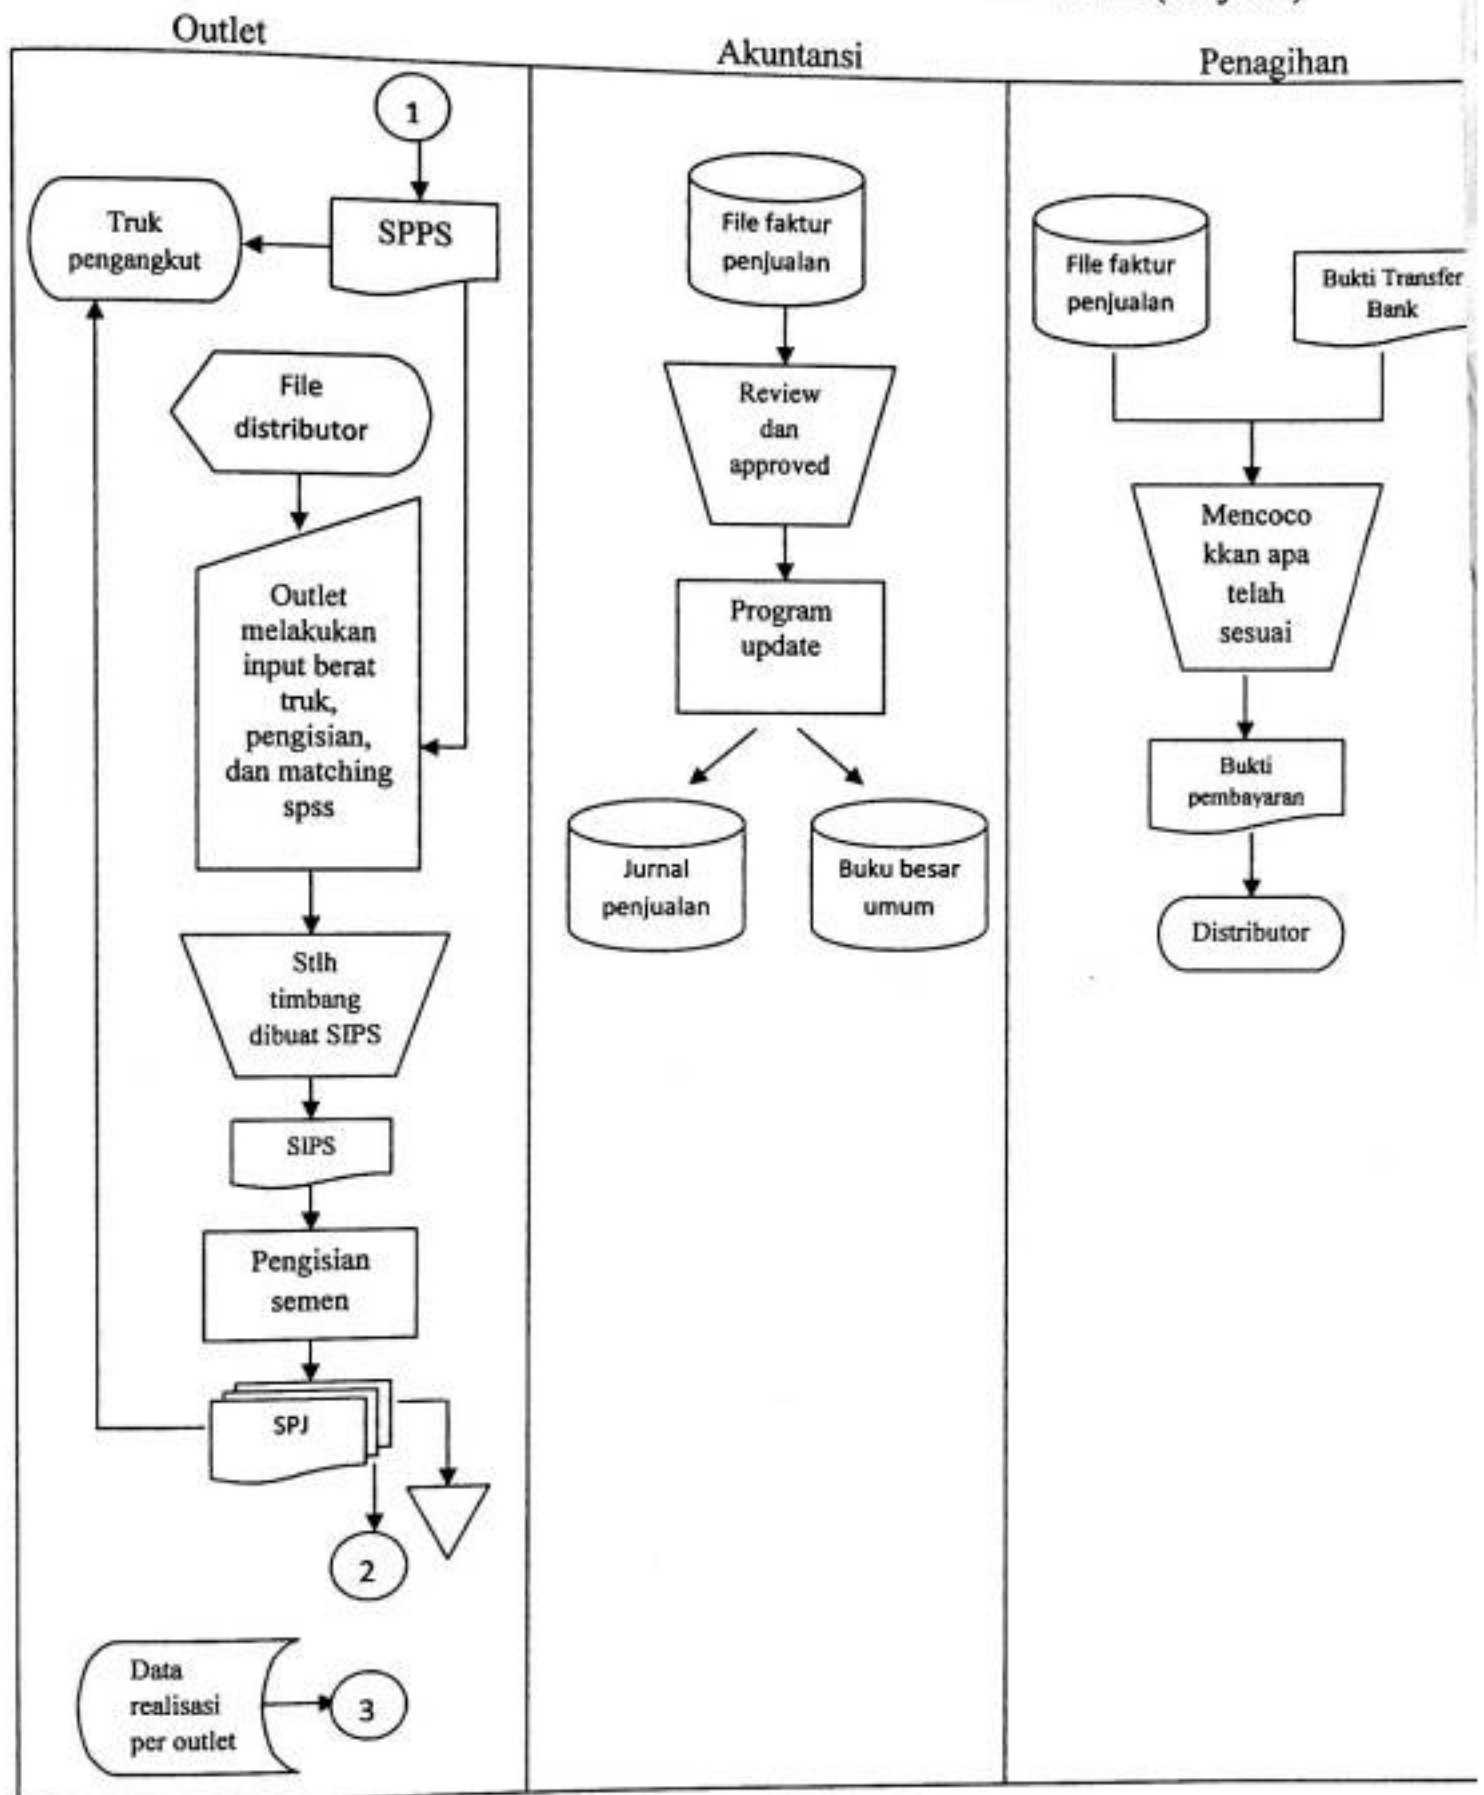 Outlet
Akuntansi
Penagihan
1
SPPS
Truk
pengangkut
File
distributor
Outlet
melakukan
input berat
truk,
pengisian,
dan matching
spss
Stlh
timbang
dibuat SIPS
SIPS
Pengisian
semen
SPJ
2
Data
realisasi
per outlet
3
File faktur
penjualan
Review
dan
approved
Program
update
Jurnal
penjualan
Buku besar
umum
File faktur
penjualan
Bukti Transfer
Bank
Mencoco
kkan apa
telah
sesuai
Bukti
pembayaran
Distributor